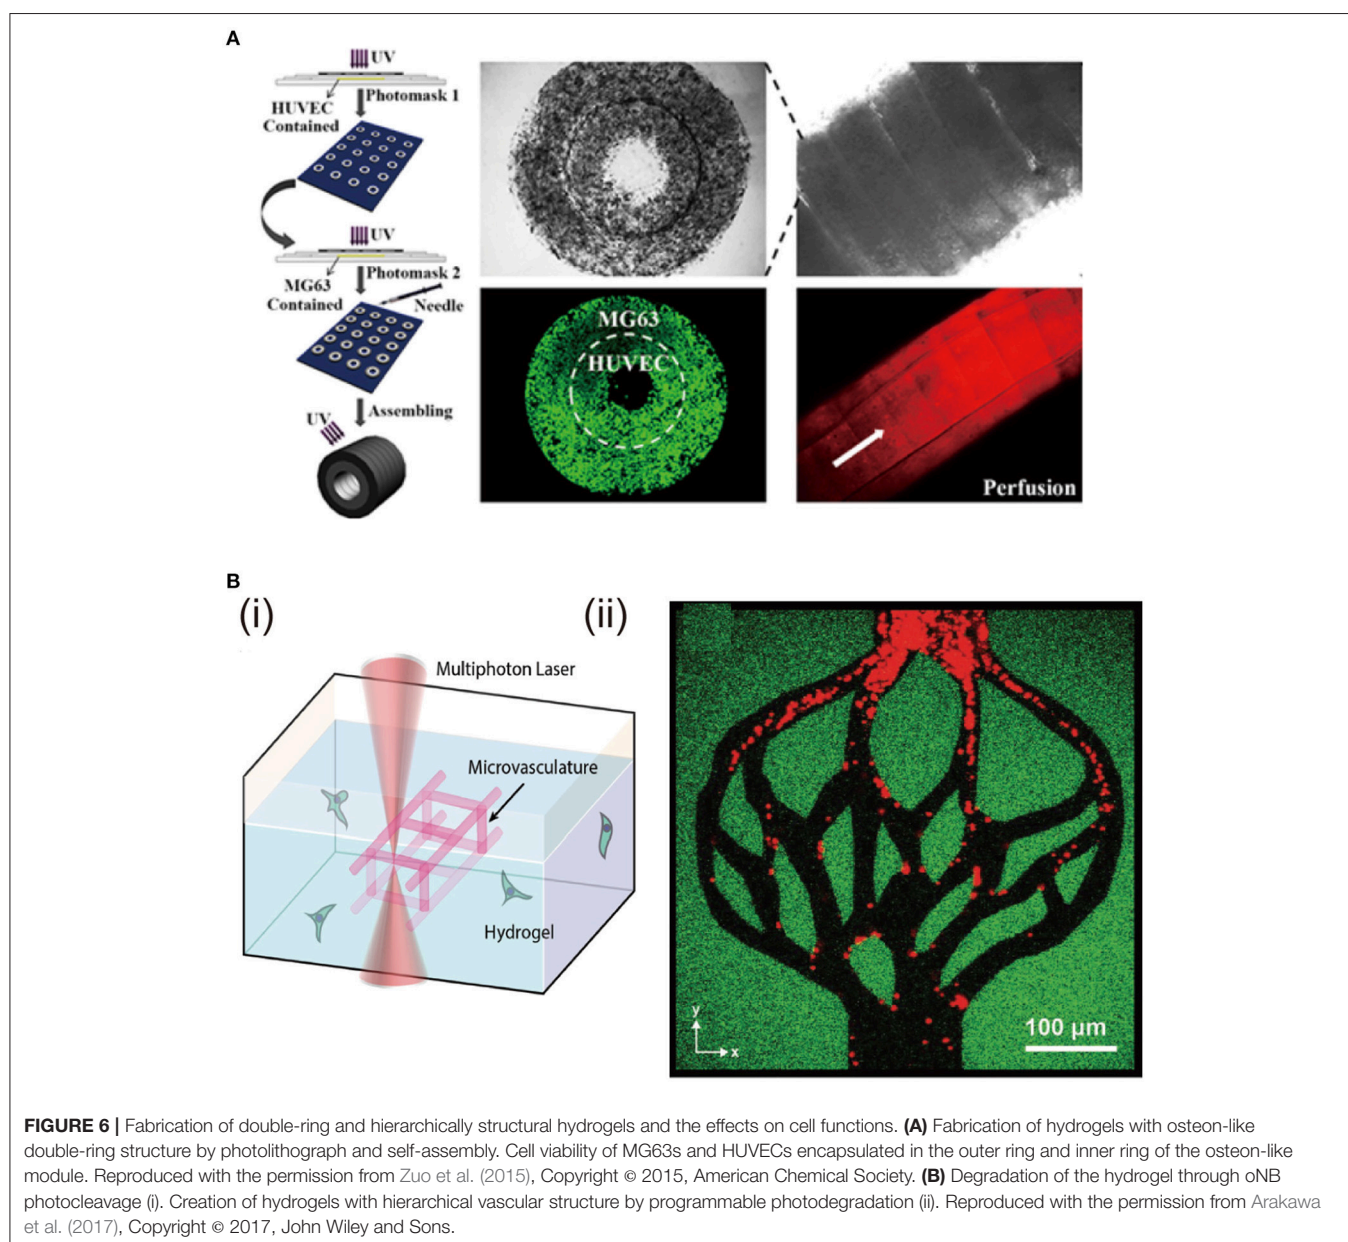 A
UV
Photomask 1
HUVEC
Contained
UV
Photomask 2
MG63
Contained
Needle
Assembling
UV
MG63
HUVEC
Perfusion
B
(i)
Multiphoton Laser
Microvasculature
Hydrogel
(ii)
y
x
100 μm
FIGURE 6 | Fabrication of double-ring and hierarchically structural hydrogels and the effects on cell functions. (A) Fabrication of hydrogels with osteon-like
double-ring structure by photolithograph and self-assembly. Cell viability of MG63s and HUVECs encapsulated in the outer ring and inner ring of the osteon-like
module. Reproduced with the permission from Zuo et al. (2015), Copyright © 2015, American Chemical Society. (B) Degradation of the hydrogel through oNB
photocleavage (i). Creation of hydrogels with hierarchical vascular structure by programmable photodegradation (ii). Reproduced with the permission from Arakawa
et al. (2017), Copyright © 2017, John Wiley and Sons.